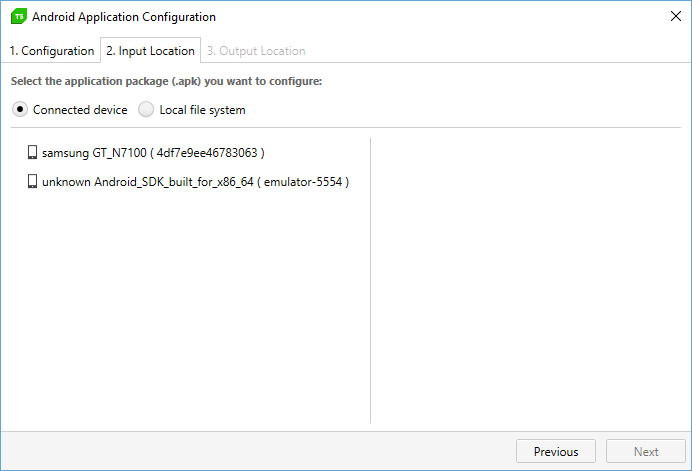 TS Android Application Configuration
1. Configuration 2. Input Location 3. Output Location
Select the application package (.apk) you want to configure:
Connected device Local file system
samsung GT_N7100 ( 4df7e9ee46783063 )
unknown Android_SDK_built_for_x86_64 ( emulator-5554 )
Previous Next